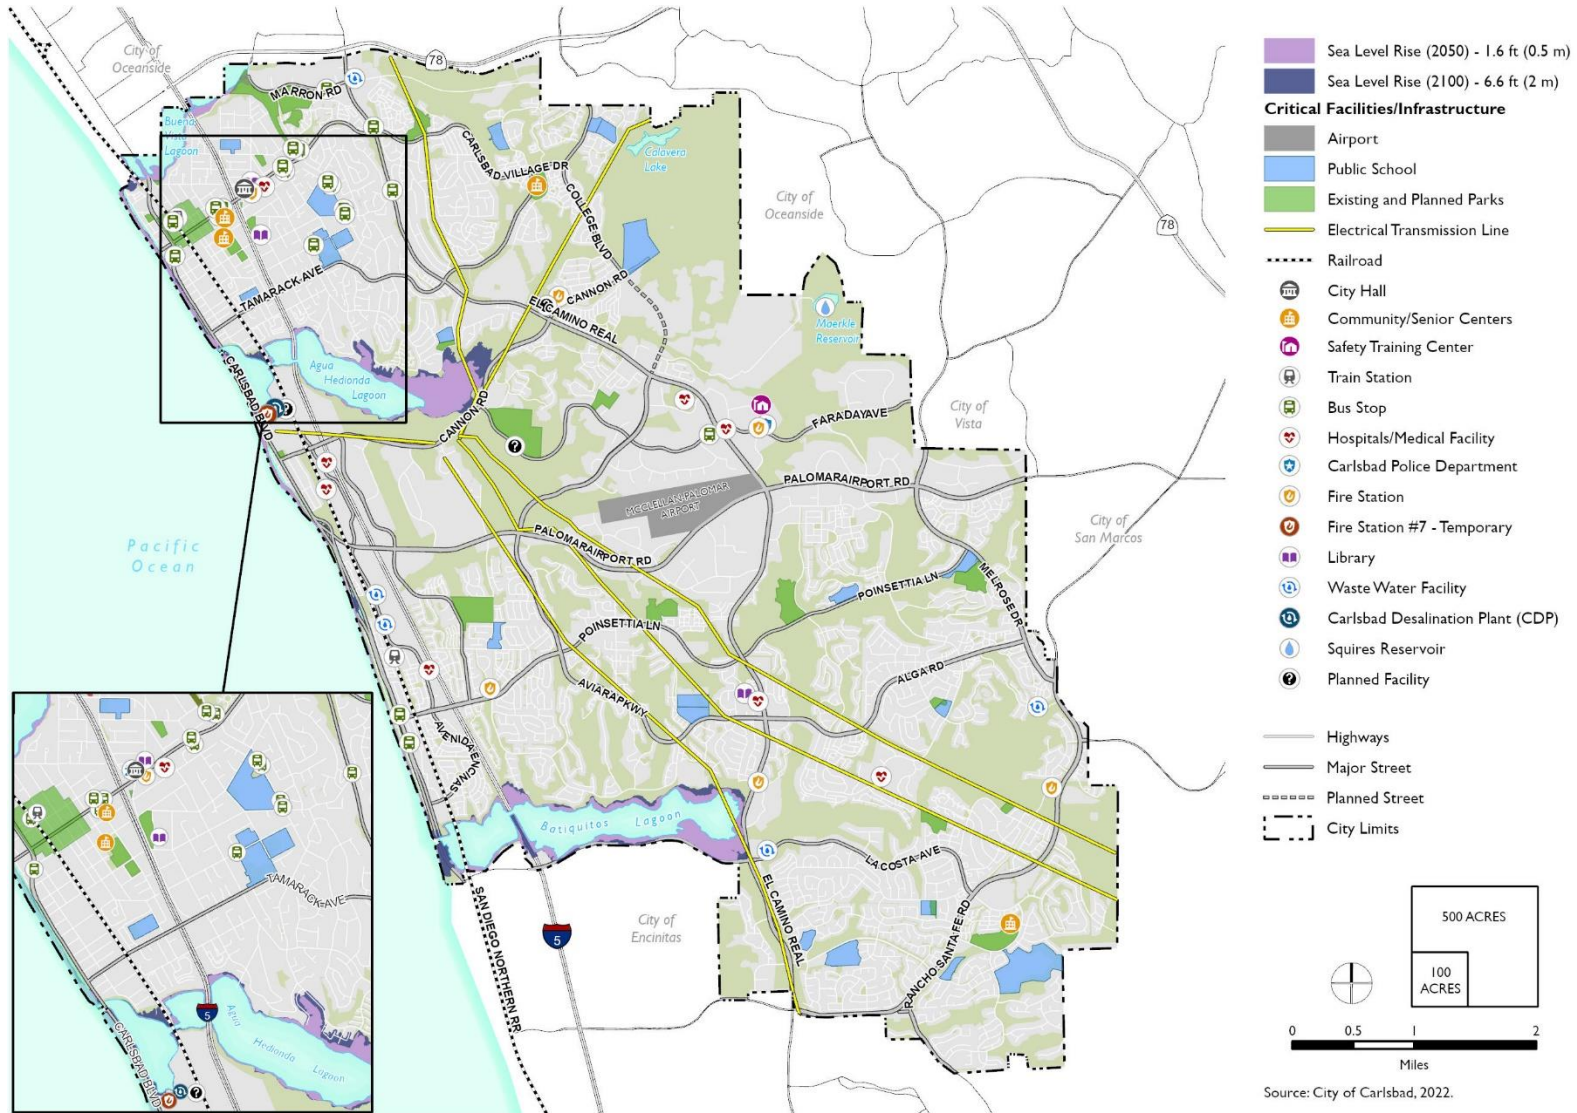 City of
Oceanside
78
MARRON RD
Buena
Vista
Lagoon
CARLSBAD VILLAGE DR
Calavera
Lake
COLLEGE BLVD
City of
Oceanside
78
TAMARACK AVE
EL CAMINO REAL
CANNON RD
Maerkle
Reservoir
Agua
Hedionda
Lagoon
CARLSBAD BLVD
CANNON RD
?
?
FARADAY AVE
City of
Vista
PALOMAR AIRPORT RD
MCCLELLAN-PALOMAR
AIRPORT
City of
San Marcos
Pacific
Ocean
PALOMAR AIRPORT RD
POINSETTIA LN
MELROSE DR
POINSETTIA LN
ALGA RD
AVIARA PKWY
AVENIDA ENCINAS
Batiquitos Lagoon
LA COSTA AVE
EL CAMINO REAL
RANCHO SANTA FE RD
SAN DIEGO NORTHERN RR
City of
Encinitas
5
TAMARACK AVE
5
Agua
Hedionda
Lagoon
CARLSBAD BLVD
?
Sea Level Rise (2050) - 1.6 ft (0.5 m)
Sea Level Rise (2100) - 6.6 ft (2 m)
Critical Facilities/Infrastructure
Airport
Public School
Existing and Planned Parks
Electrical Transmission Line
Railroad
City Hall
Community/Senior Centers
Safety Training Center
Train Station
Bus Stop
Hospitals/Medical Facility
Carlsbad Police Department
Fire Station
Fire Station #7 - Temporary
Library
Waste Water Facility
Carlsbad Desalination Plant (CDP)
Squires Reservoir
? Planned Facility
Highways
Major Street
Planned Street
City Limits
500 ACRES
100
ACRES
0 0.5 1 2
Miles
Source: City of Carlsbad, 2022.